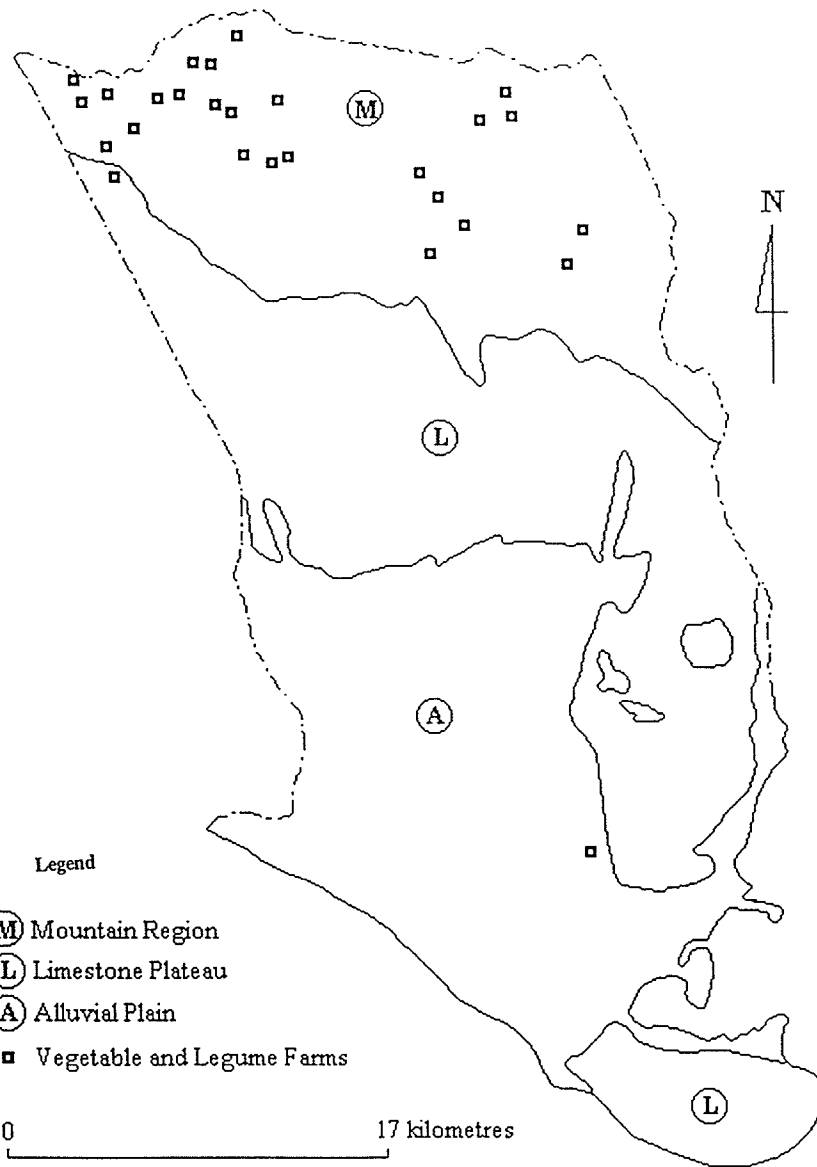 M
N
L
A
Legend
M Mountain Region
L Limestone Plateau
A Alluvial Plain
Vegetable and Legume Farms
L
0 17 kilometres